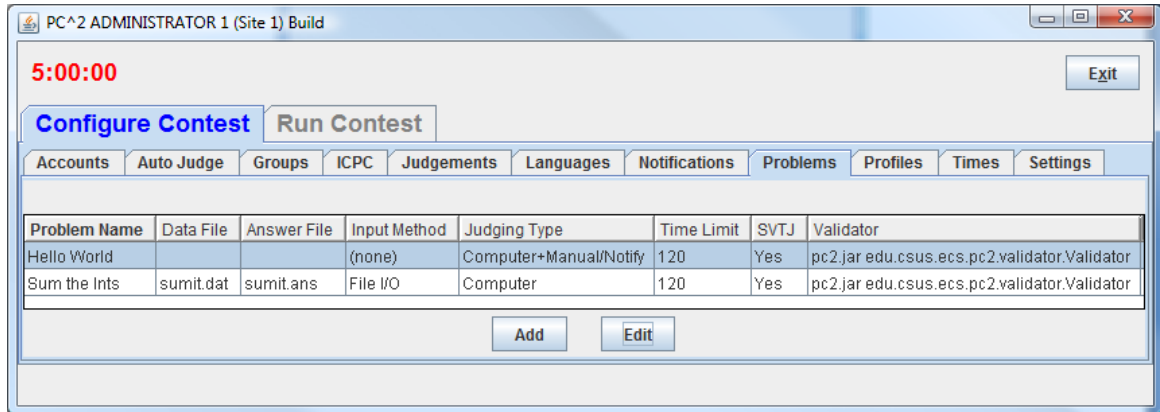 PC^2 ADMINISTRATOR 1 (Site 1) Build
5:00:00
Exit
Configure Contest Run Contest
Accounts Auto Judge Groups ICPC Judgements Languages Notifications Problems Profiles Times Settings
Problem Name Data File Answer File Input Method Judging Type Time Limit SVTJ Validator
Hello World (none) Computer+Manual/Notify 120 Yes pc2.jar edu.csus.ecs.pc2.validator.Validator
Sum the Ints sumit.dat sumit.ans File I/O Computer 120 Yes pc2.jar edu.csus.ecs.pc2.validator.Validator
Add Edit